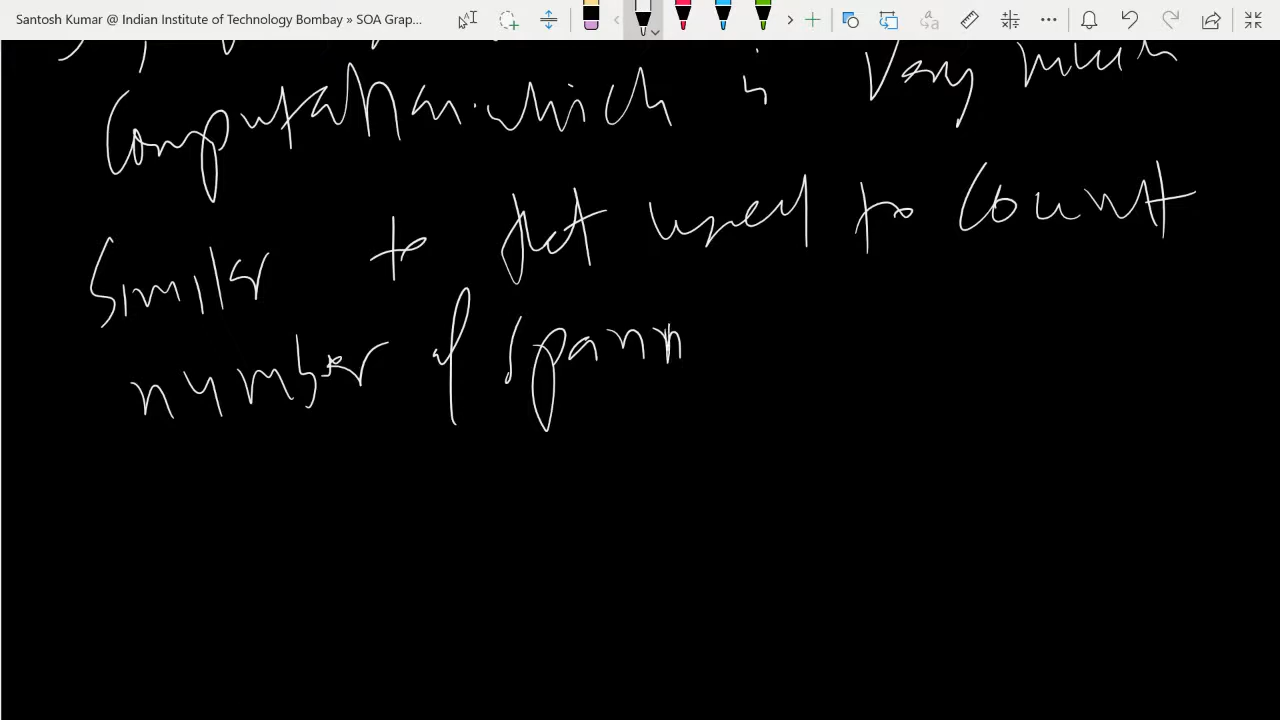 Santosh Kumar @ Indian Institute of Technology Bombay » SOA Grap...
Computation which is Very much
Similar to that used to Count
number of spann